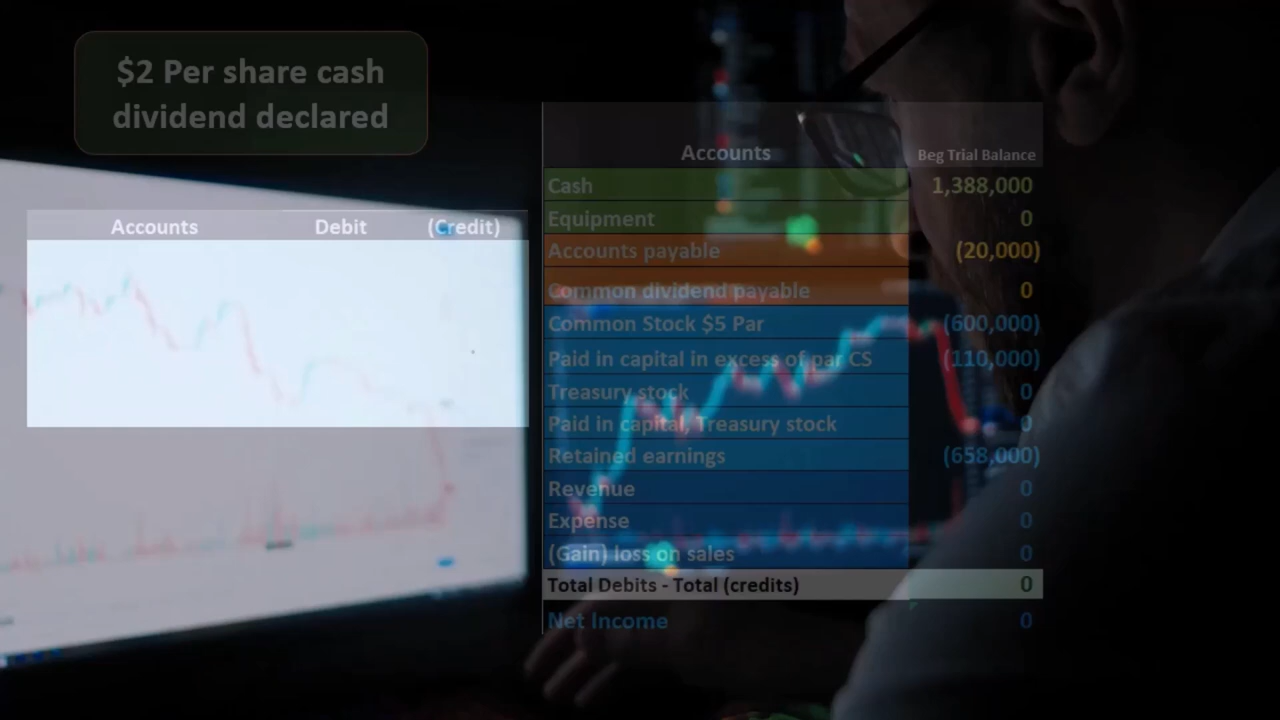 $2 Per share cash
dividend declared
Accounts Debit (Credit)
Accounts Beg Trial Balance
Cash 1,388,000
Equipment 0
Accounts payable (20,000)
Common dividend payable 0
Common Stock $5 Par (600,000)
Paid in capital in excess of par CS (110,000)
Treasury stock 0
Paid in capital, Treasury stock 0
Retained earnings (658,000)
Revenue 0
Expense 0
(Gain) loss on sales 0
Total Debits - Total (credits) 0
Net Income 0